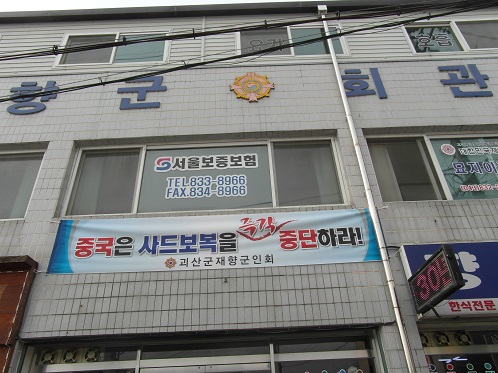 향군회관
서울보증보험
TEL.833-8966
FAX.834-8966
중국은 사드보복을 즉각 중단하라!
괴산군재향군인회
305
한식전문